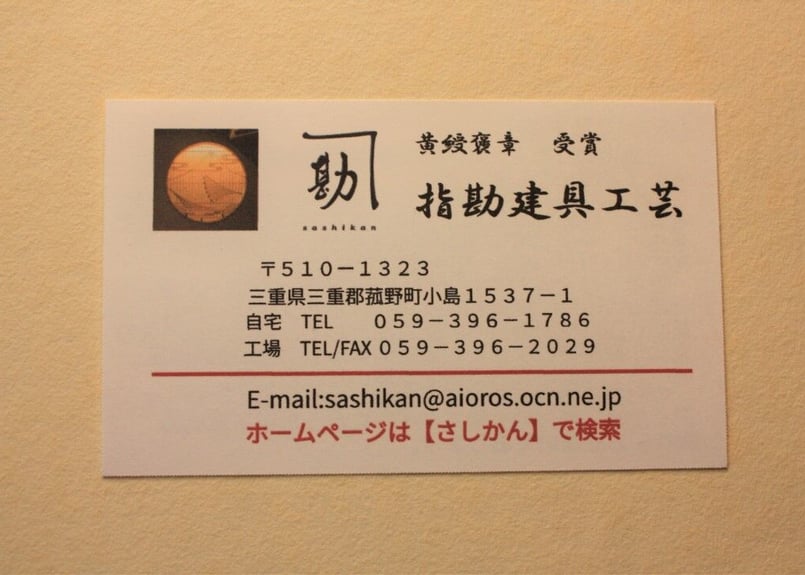 勘
sashikan
黄綬褒章　受賞
指勘建具工芸
〒５１０－１３２３
三重県三重郡菰野町小島１５３７－１
自宅　TEL　　０５９－３９６－１７８６
工場　TEL/FAX ０５９－３９６－２０２９
E-mail:sashikan@aioros.ocn.ne.jp
ホームページは【さしかん】で検索